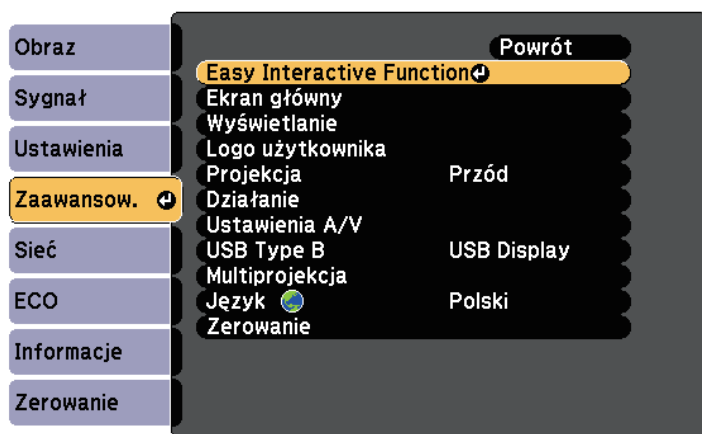 Obraz
Sygnał
Ustawienia
Zaawansow.
Sieć
ECO
Informacje
Zerowanie
Powrót
Easy Interactive Function
Ekran główny
Wyświetlanie
Logo użytkownika
Projekcja Przód
Działanie
Ustawienia A/V
USB Type B USB Display
Multiprojekcja
Język Polski
Zerowanie